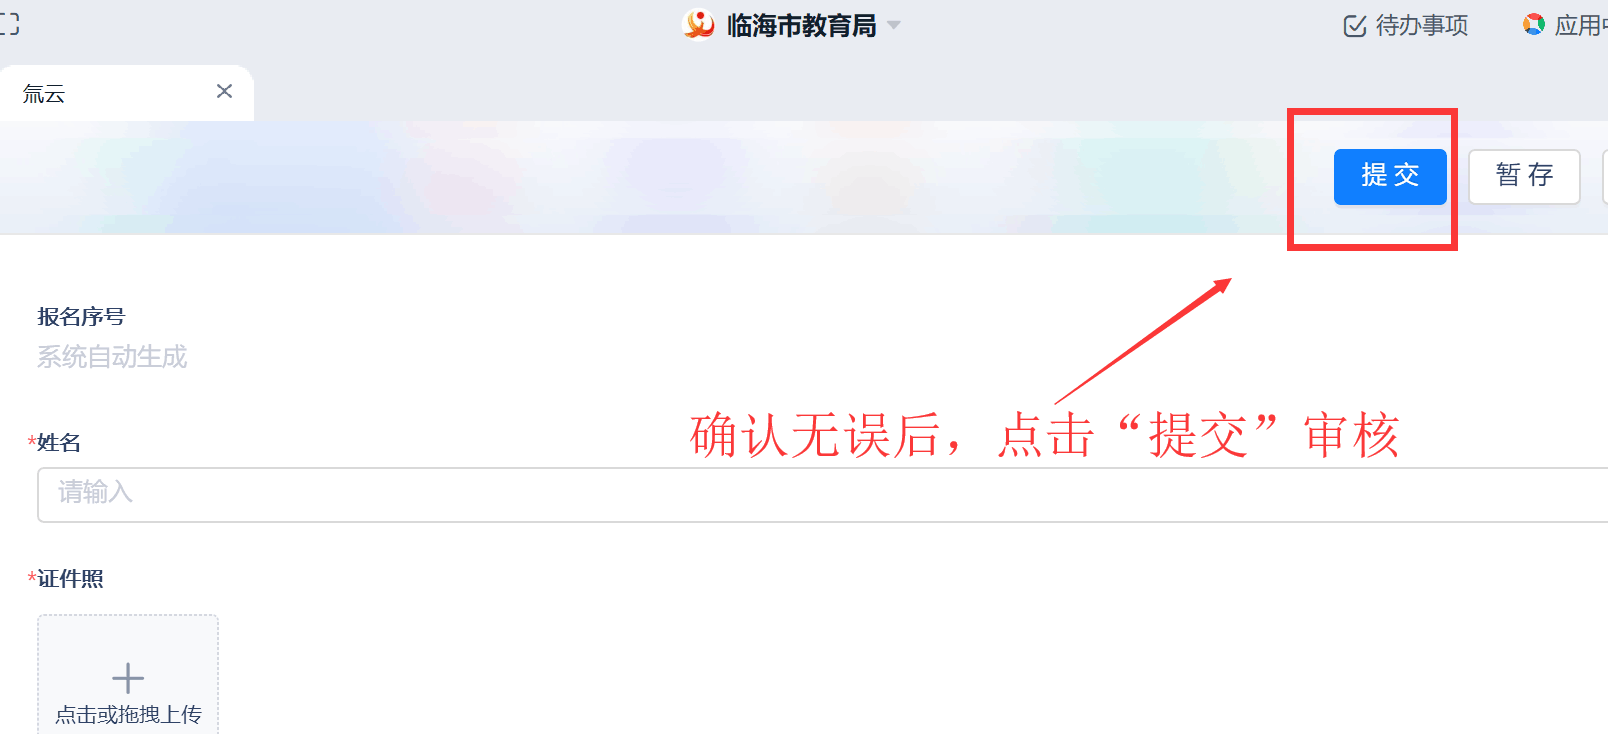 临海市教育局
待办事项
应用
氚云
提交
暂存
报名序号
系统自动生成
确认无误后，点击“提交”审核
*姓名
请输入
*证件照
点击或拖拽上传